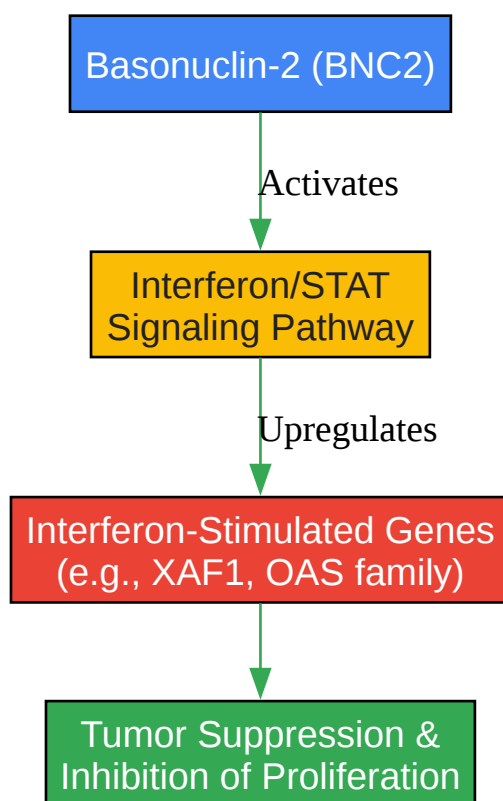 Basonuclin-2 (BNC2)
Activates
Interferon/STAT
Signaling Pathway
Upregulates
Interferon-Stimulated Genes
(e.g., XAF1, OAS family)
Tumor Suppression &
Inhibition of Proliferation